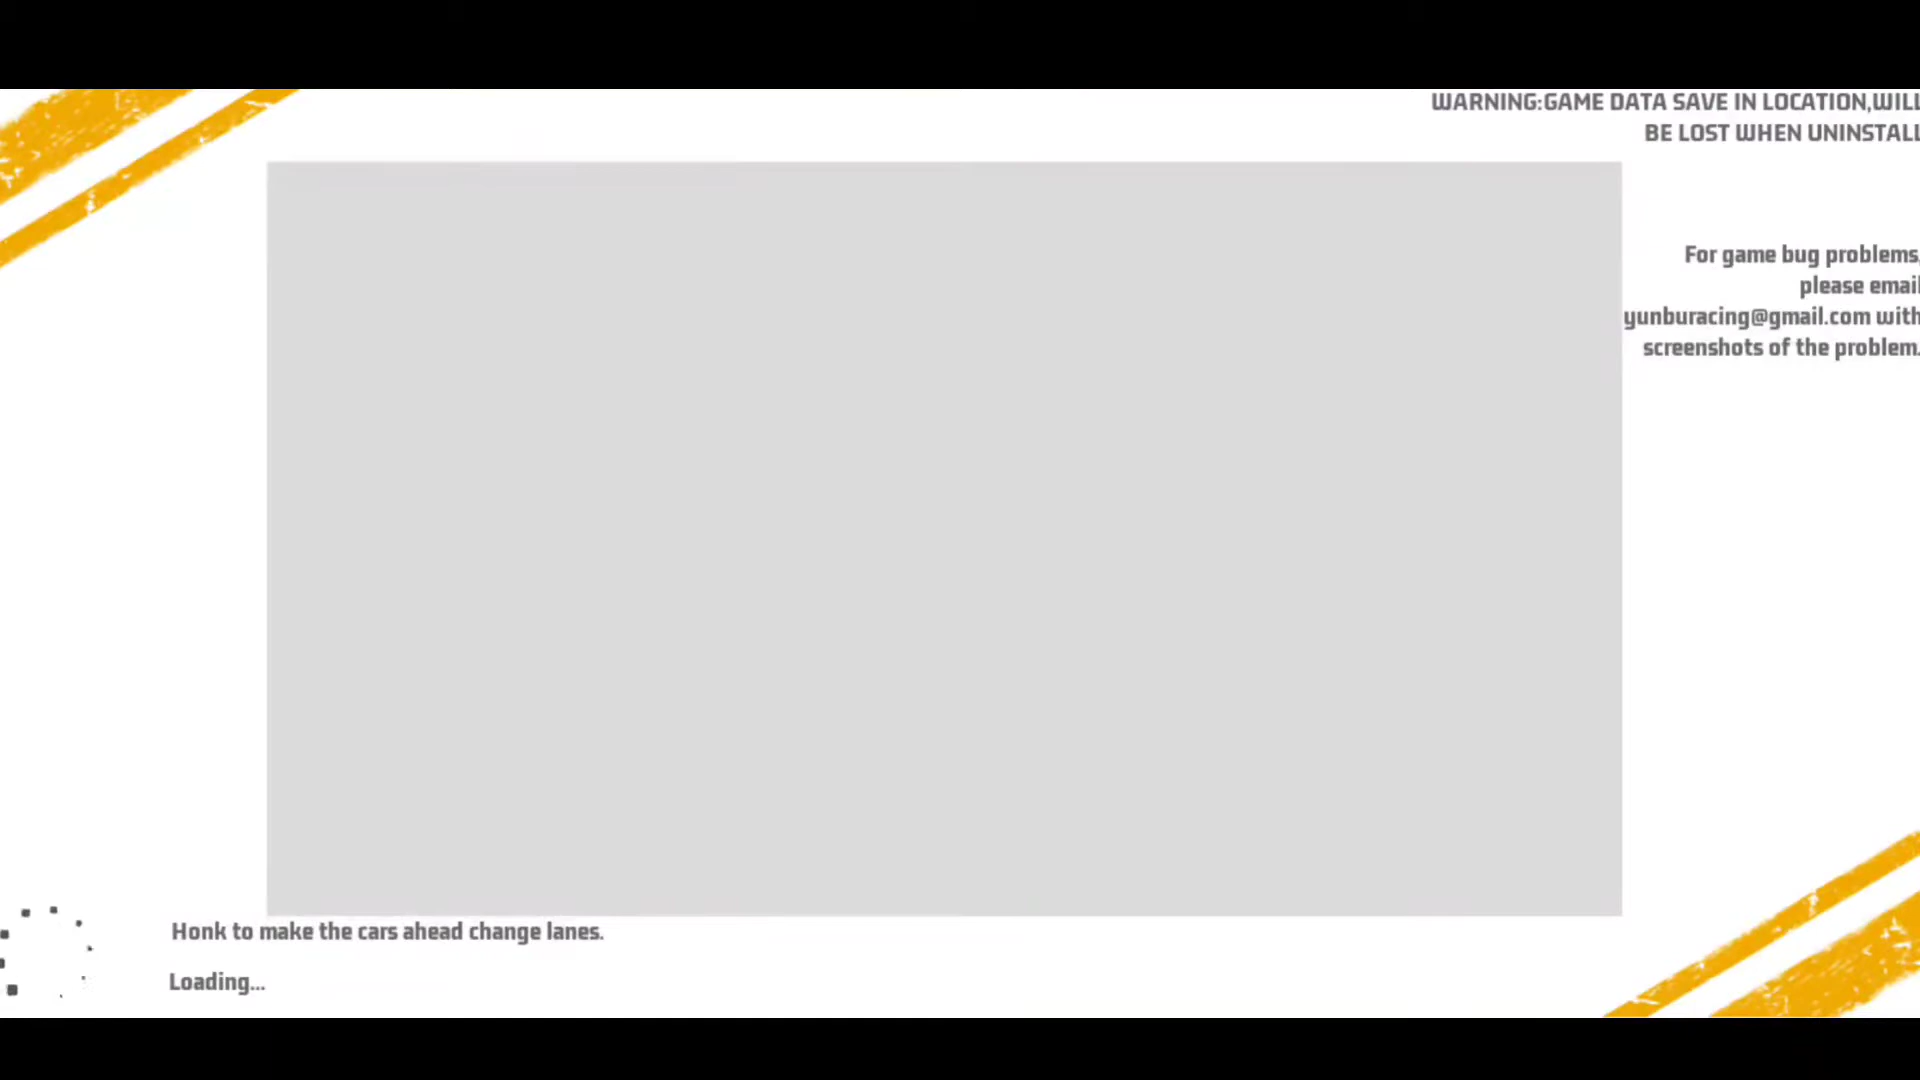 WARNING:GAME DATA SAVE IN LOCATION,WILL
BE LOST WHEN UNINSTALL
For game bug problems,
please email
yunburacing@gmail.com with
screenshots of the problem.
Honk to make the cars ahead change lanes.
Loading...